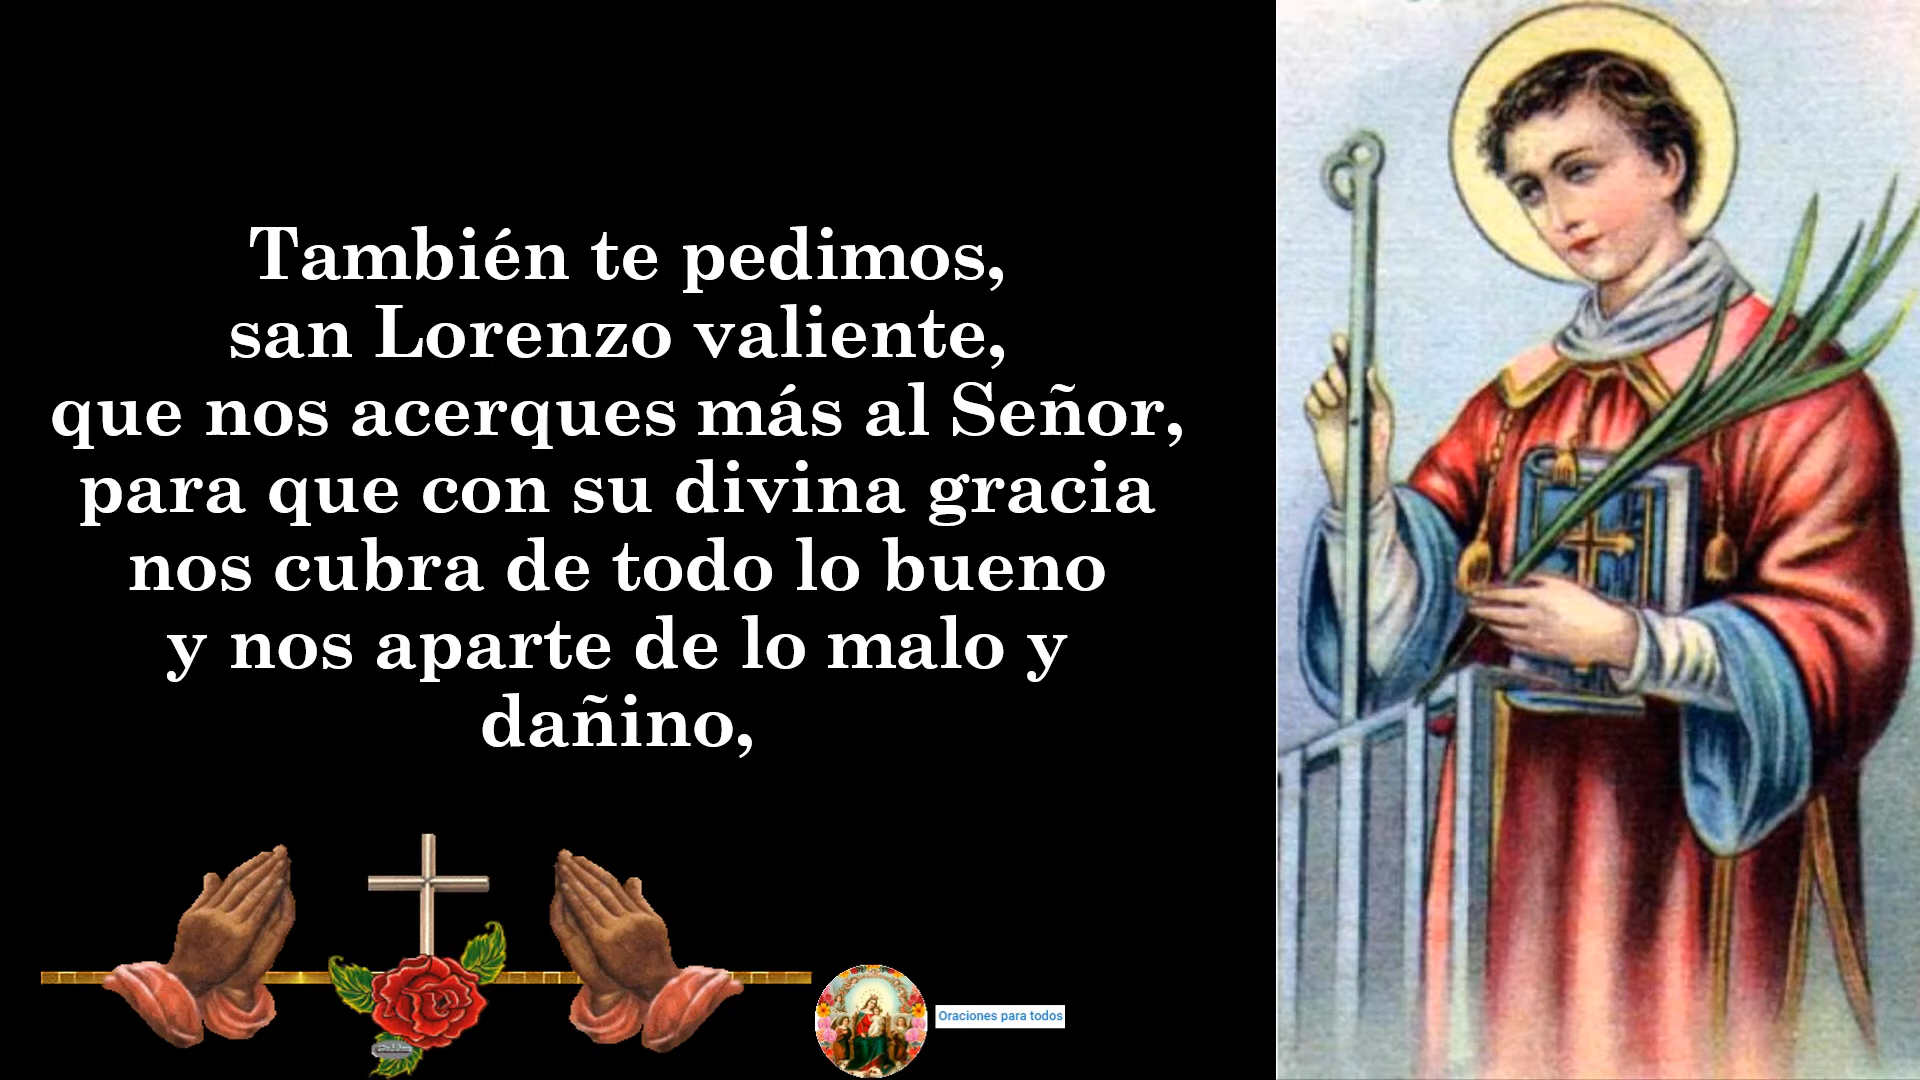 También te pedimos,
san Lorenzo valiente,
que nos acerques más al Señor,
para que con su divina gracia
nos cubra de todo lo bueno
y nos aparte de lo malo y
dañino,
Oraciones para todos